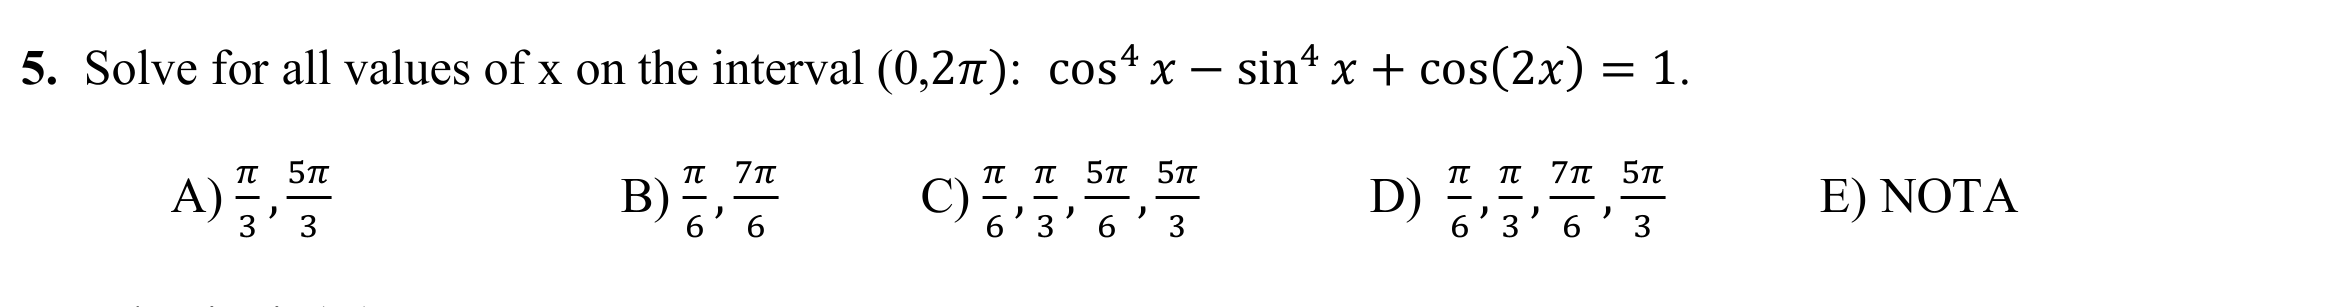 5. Solve for all values of x on the interval (0,2π): cos⁴ x − sin⁴ x + cos(2x) = 1.
A) π/3, 5π/3 B) π/6, 7π/6 C) π/6, π/3, 5π/6, 5π/3 D) π/6, π/3, 7π/6, 5π/3 E) NOTA